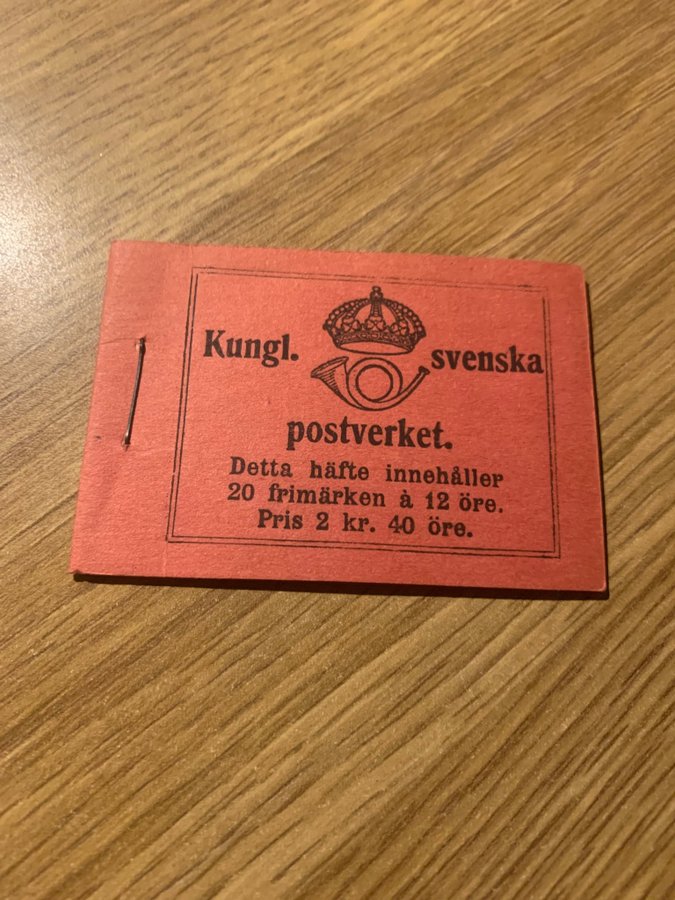 Kungl. svenska
postverket.
Detta häfte innehåller
20 frimärken à 12 öre.
Pris 2 kr. 40 öre.